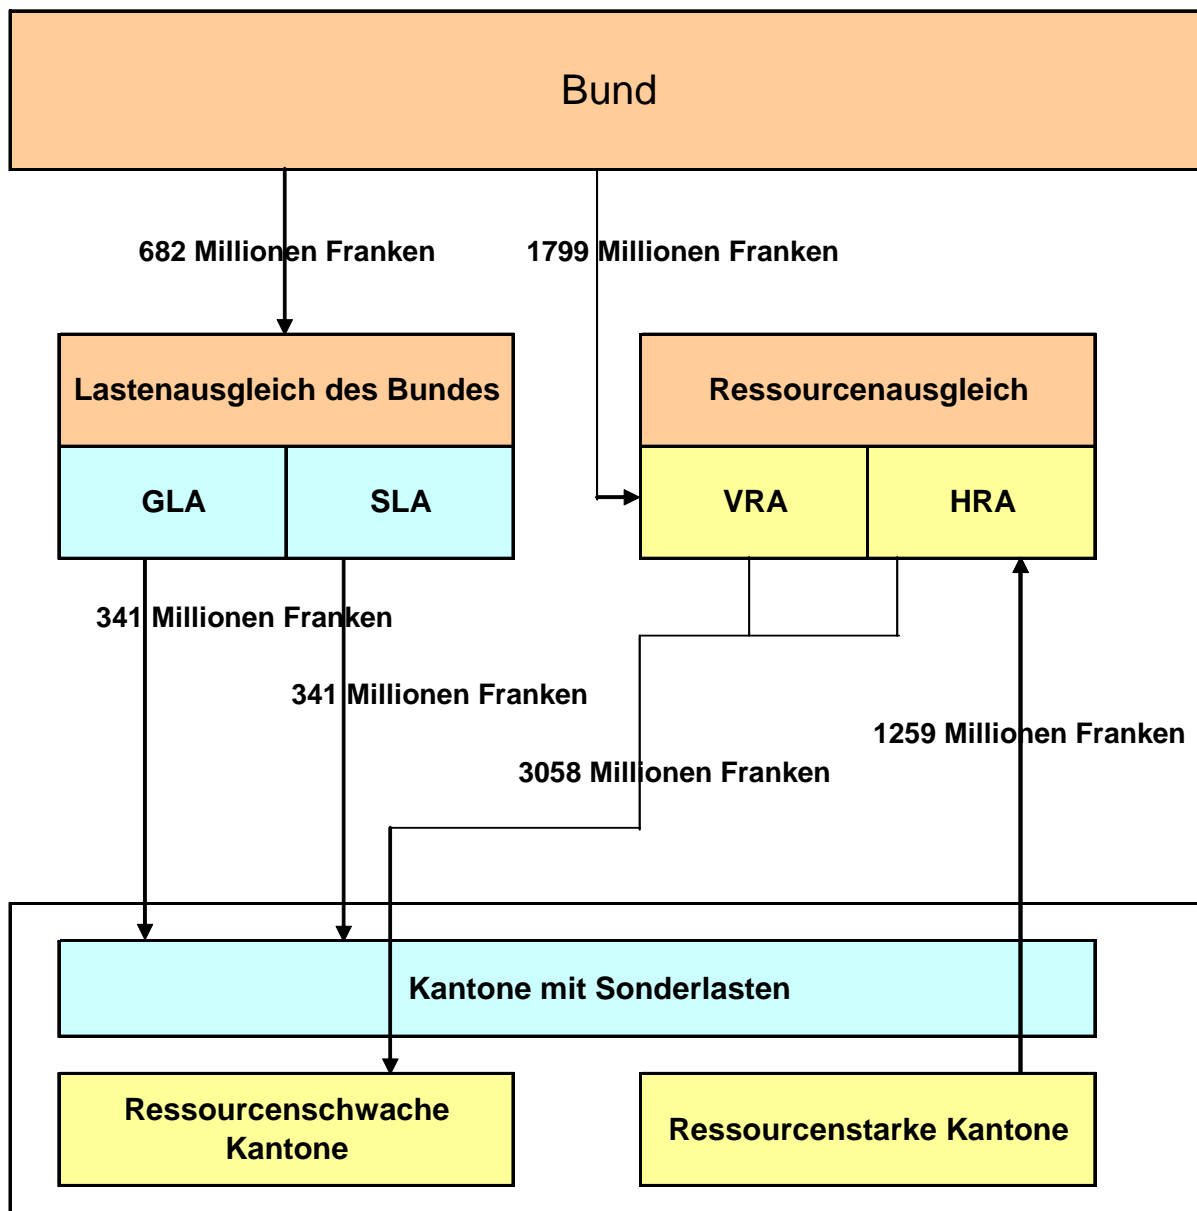 Bund
682 Millionen Franken
1799 Millionen Franken
Lastenausgleich des Bundes
Ressourcenausgleich
GLA
SLA
VRA
HRA
341 Millionen Franken
341 Millionen Franken
1259 Millionen Franken
3058 Millionen Franken
Kantone mit Sonderlasten
Ressourcenschwache
Kantone
Ressourcenstarke Kantone